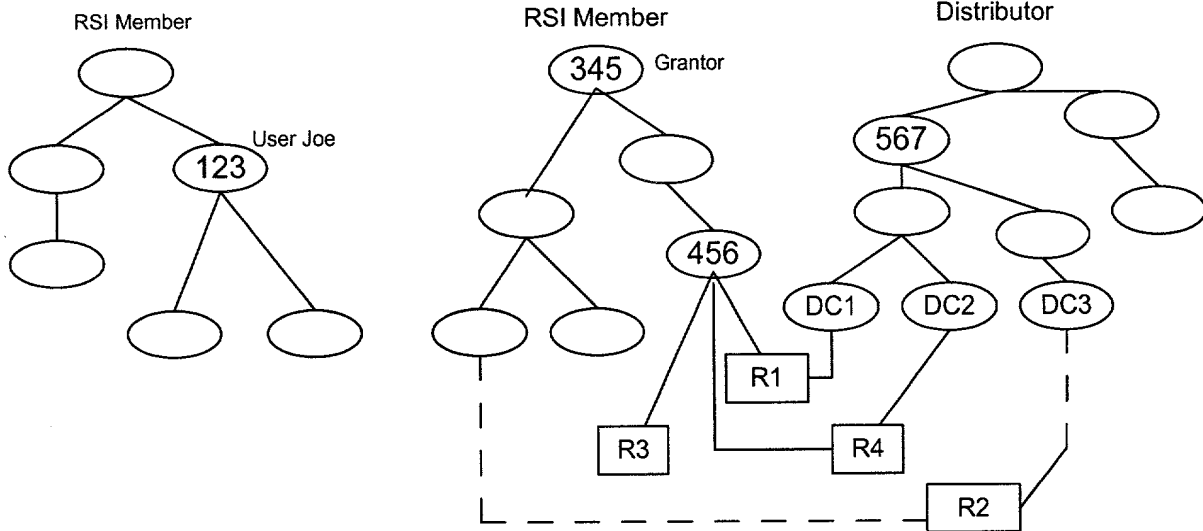 RSI Member
RSI Member
Distributor
345
Grantor
User Joe
123
567
456
DC1
DC2
DC3
R1
R3
R4
R2